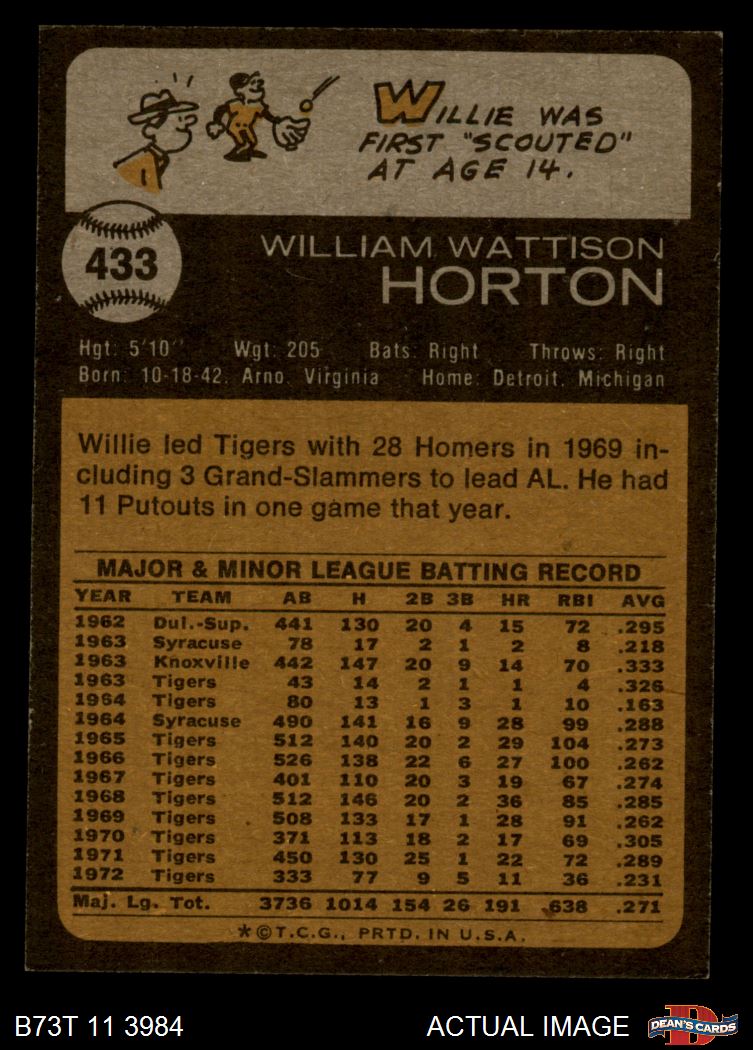 WILLIE WAS
FIRST "SCOUTED"
AT AGE 14.
433
WILLIAM WATTISON
HORTON
Hgt: 5'10" Wgt: 205 Bats: Right Throws: Right
Born: 10-18-42, Arno, Virginia Home: Detroit, Michigan
Willie led Tigers with 28 Homers in 1969 in-
cluding 3 Grand-Slammers to lead AL. He had
11 Putouts in one game that year.
MAJOR & MINOR LEAGUE BATTING RECORD
YEAR TEAM AB H 2B 3B HR RBI AVG
1962 Dul.-Sup. 441 130 20 4 15 72 .295
1963 Syracuse 78 17 2 1 2 8 .218
1963 Knoxville 442 147 20 9 14 70 .333
1963 Tigers 43 14 2 1 1 4 .326
1964 Tigers 80 13 1 3 1 10 .163
1964 Syracuse 490 141 16 9 28 99 .288
1965 Tigers 512 140 20 2 29 104 .273
1966 Tigers 526 138 22 6 27 100 .262
1967 Tigers 401 110 20 3 19 67 .274
1968 Tigers 512 146 20 2 36 85 .285
1969 Tigers 508 133 17 1 28 91 .262
1970 Tigers 371 113 18 2 17 69 .305
1971 Tigers 450 130 25 1 22 72 .289
1972 Tigers 333 77 9 5 11 36 .231
Maj. Lg. Tot. 3736 1014 154 26 191 638 .271
*©T.C.G., PRTD. IN U.S.A.
B73T 11 3984 ACTUAL IMAGE
D
DEAN'S CARDS